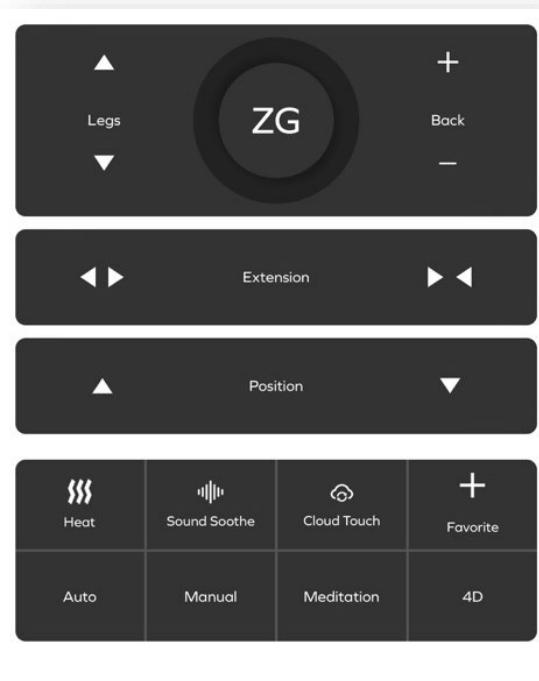 Legs
ZG
Back
Extension
Position
Heat
Sound Soothe
Cloud Touch
Favorite
Auto
Manual
Meditation
4D